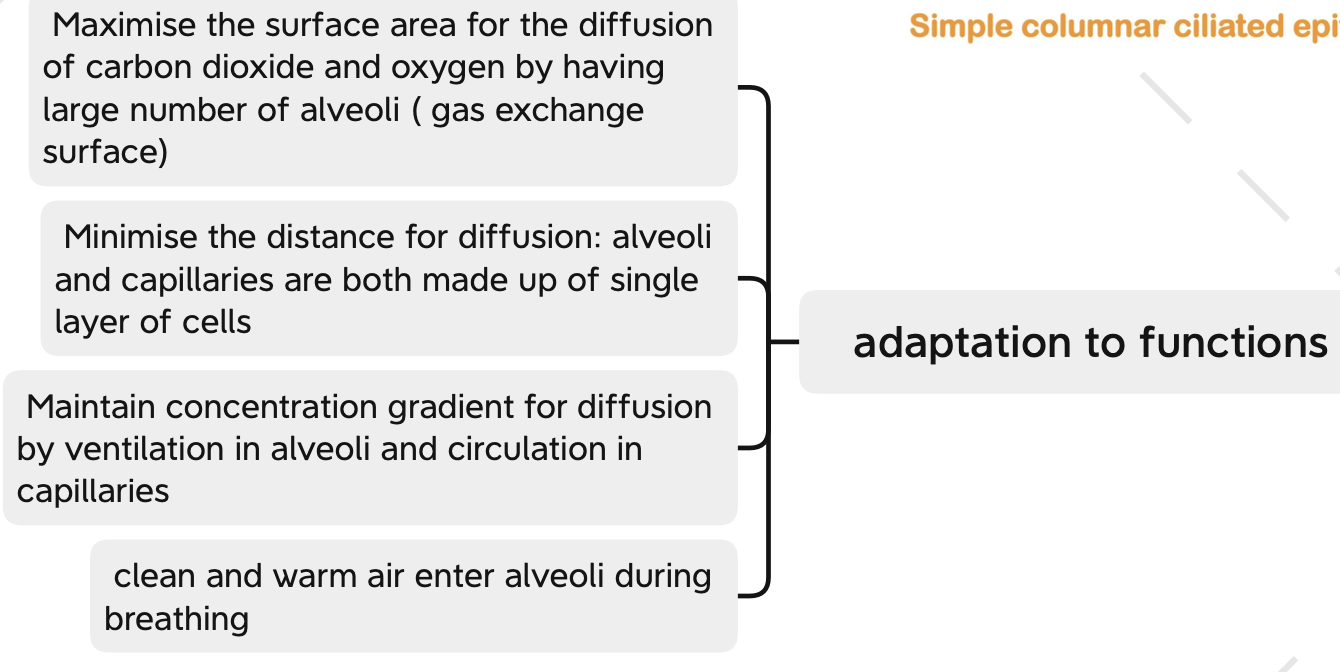 Maximise the surface area for the diffusion
of carbon dioxide and oxygen by having
large number of alveoli ( gas exchange
surface)
Minimise the distance for diffusion: alveoli
and capillaries are both made up of single
layer of cells
Maintain concentration gradient for diffusion
by ventilation in alveoli and circulation in
capillaries
clean and warm air enter alveoli during
breathing
adaptation to functions
Simple columnar ciliated epi